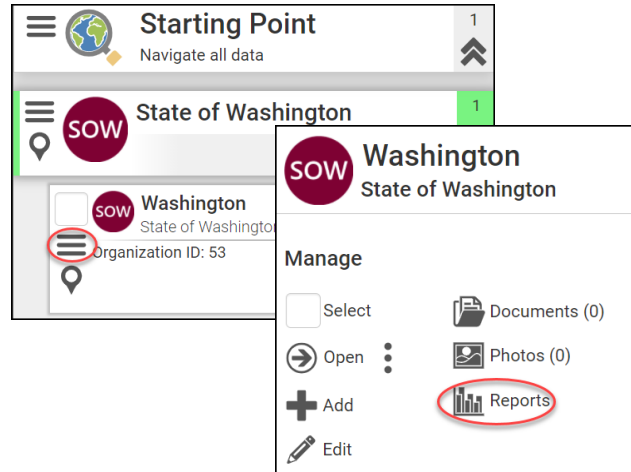 Starting Point
1
Navigate all data
State of Washington
1
SOW
SOW
Washington
State of Washington
Organization ID: 53
SOW
Washington
State of Washington
Manage
Select
Documents (0)
Open
Photos (0)
Add
Reports
Edit